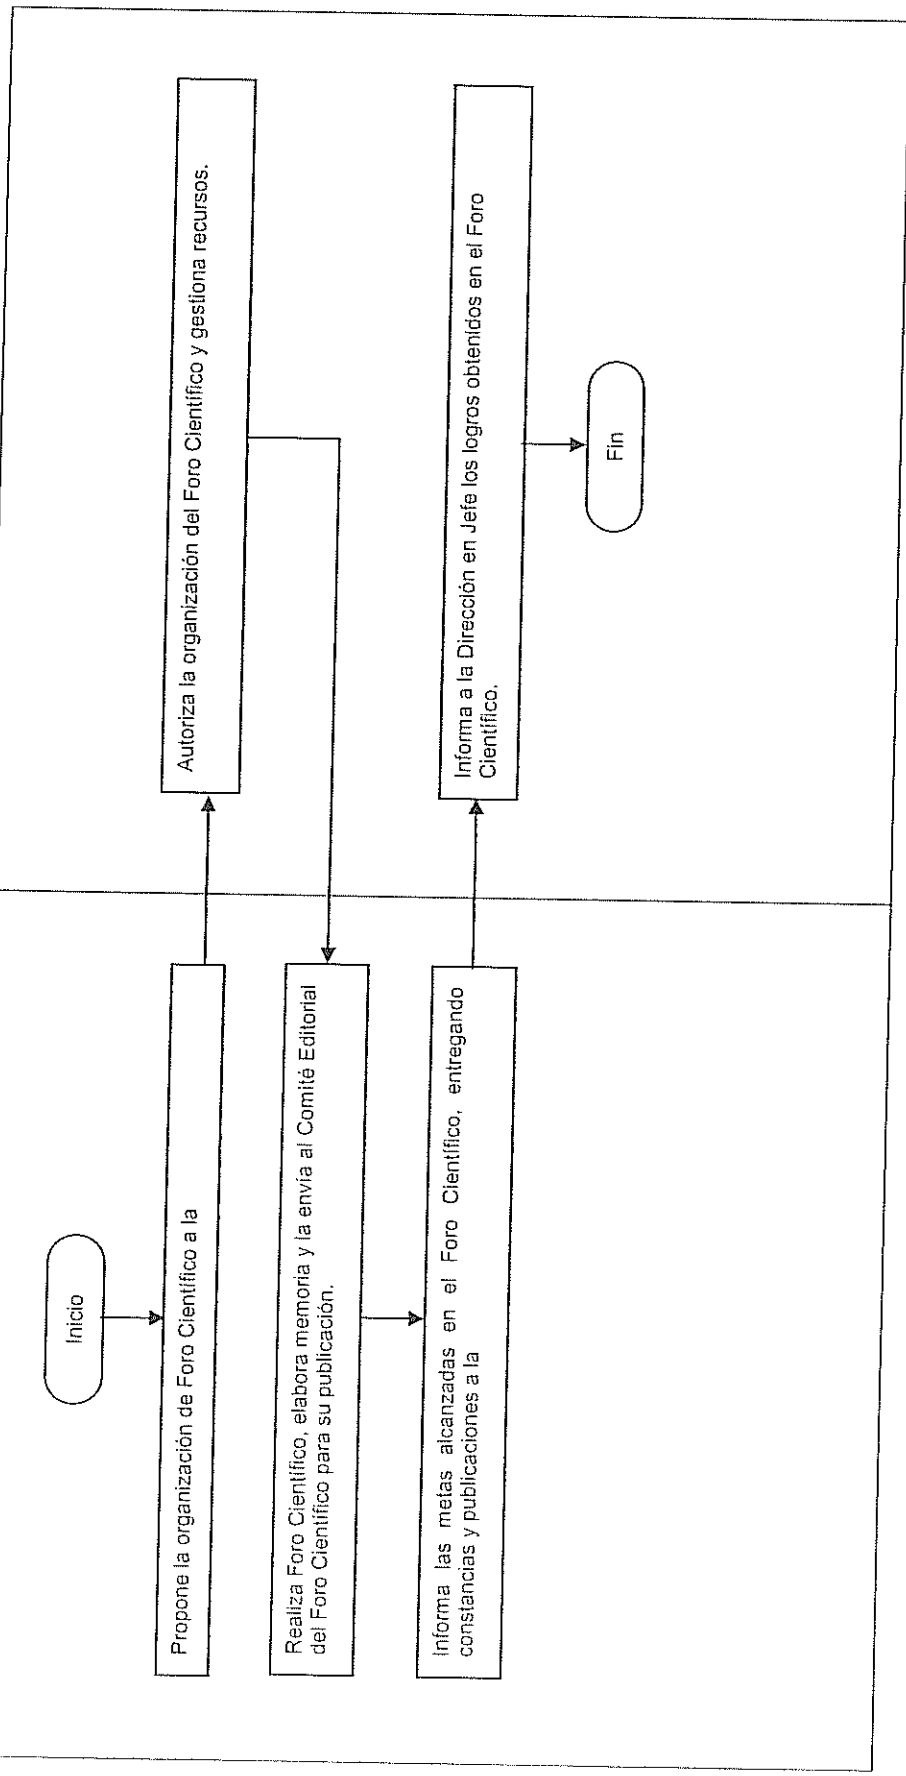 Inicio
Propone la organización de Foro Científico a la
Autoriza la organización del Foro Científico y gestiona recursos.
Realiza Foro Científico, elabora memoria y la envía al Comité Editorial
del Foro Científico para su publicación.
Informa las metas alcanzadas en el Foro Científico, entregando
constancias y publicaciones a la
Informa a la Dirección en Jefe los logros obtenidos en el Foro
Científico.
Fin